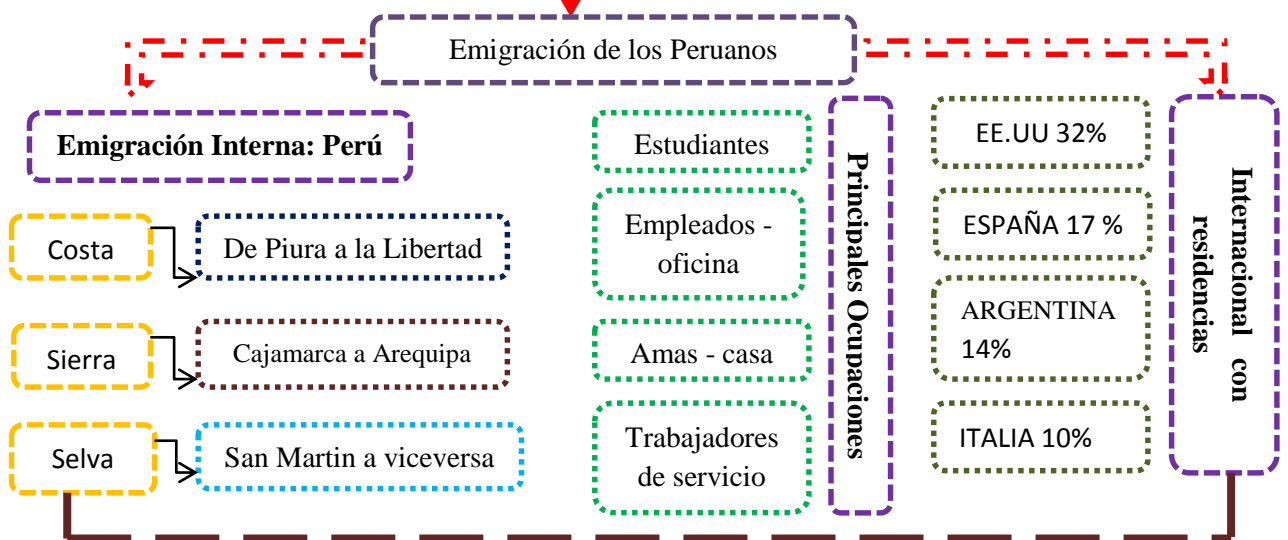 Emigración de los Peruanos
Emigración Interna: Perú
Costa
De Piura a la Libertad
Sierra
Cajamarca a Arequipa
Selva
San Martin a viceversa
Estudiantes
Empleados -
oficina
Amas - casa
Trabajadores
de servicio
Principales Ocupaciones
EE.UU 32%
ESPAÑA 17 %
ARGENTINA
14%
ITALIA 10%
Internacional con
residencias